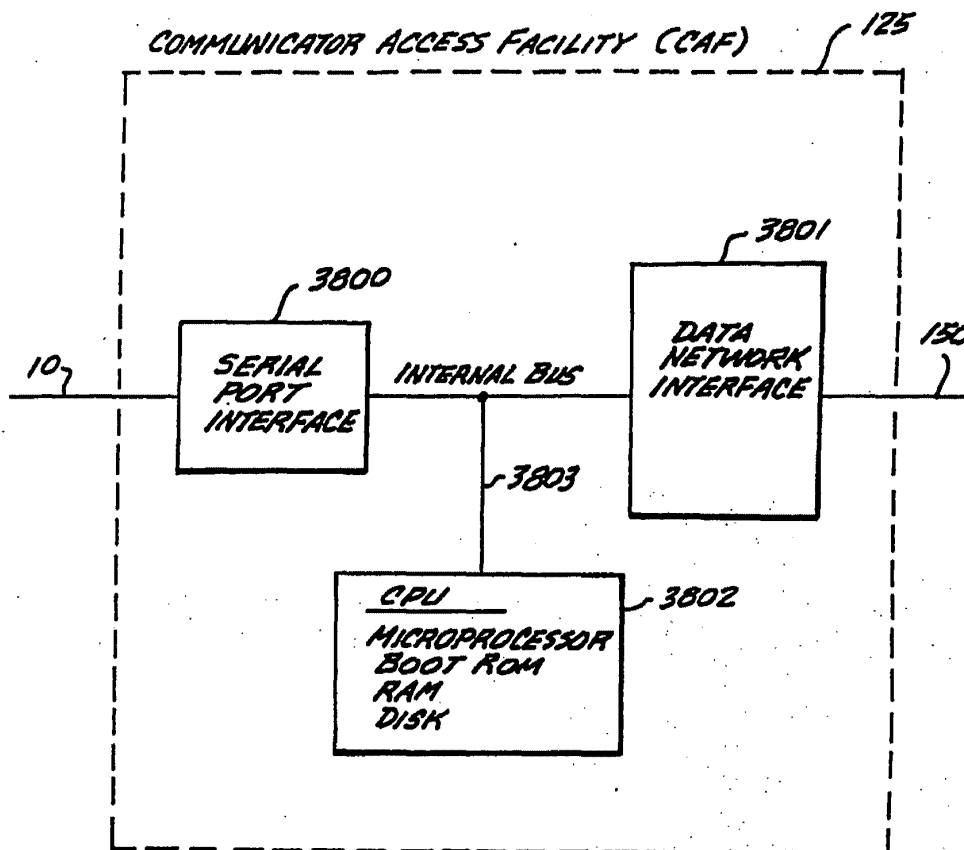 COMMUNICATOR ACCESS FACILITY (CAF)
125
3801
3800
DATA
NETWORK
INTERFACE
150
10
SERIAL
PORT
INTERFACE
INTERNAL BUS
3803
CPU
3802
MICROPROCESSOR
BOOT ROM
RAM
DISK